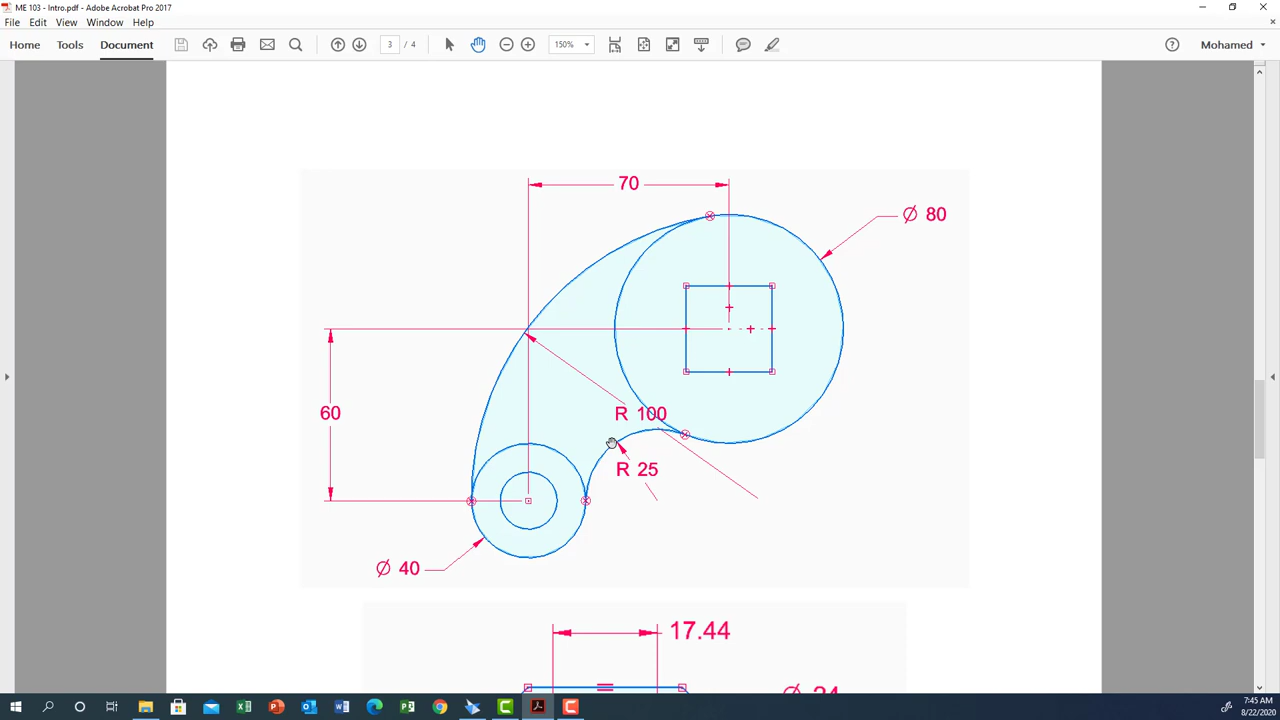 ME 103 - Intro.pdf - Adobe Acrobat Pro 2017
File Edit View Window Help
Home Tools Document 3 / 4 150% Mohamed
70
Ø 80
60
R 100
R 25
Ø 40
17.44
7:45 AM
8/22/2020